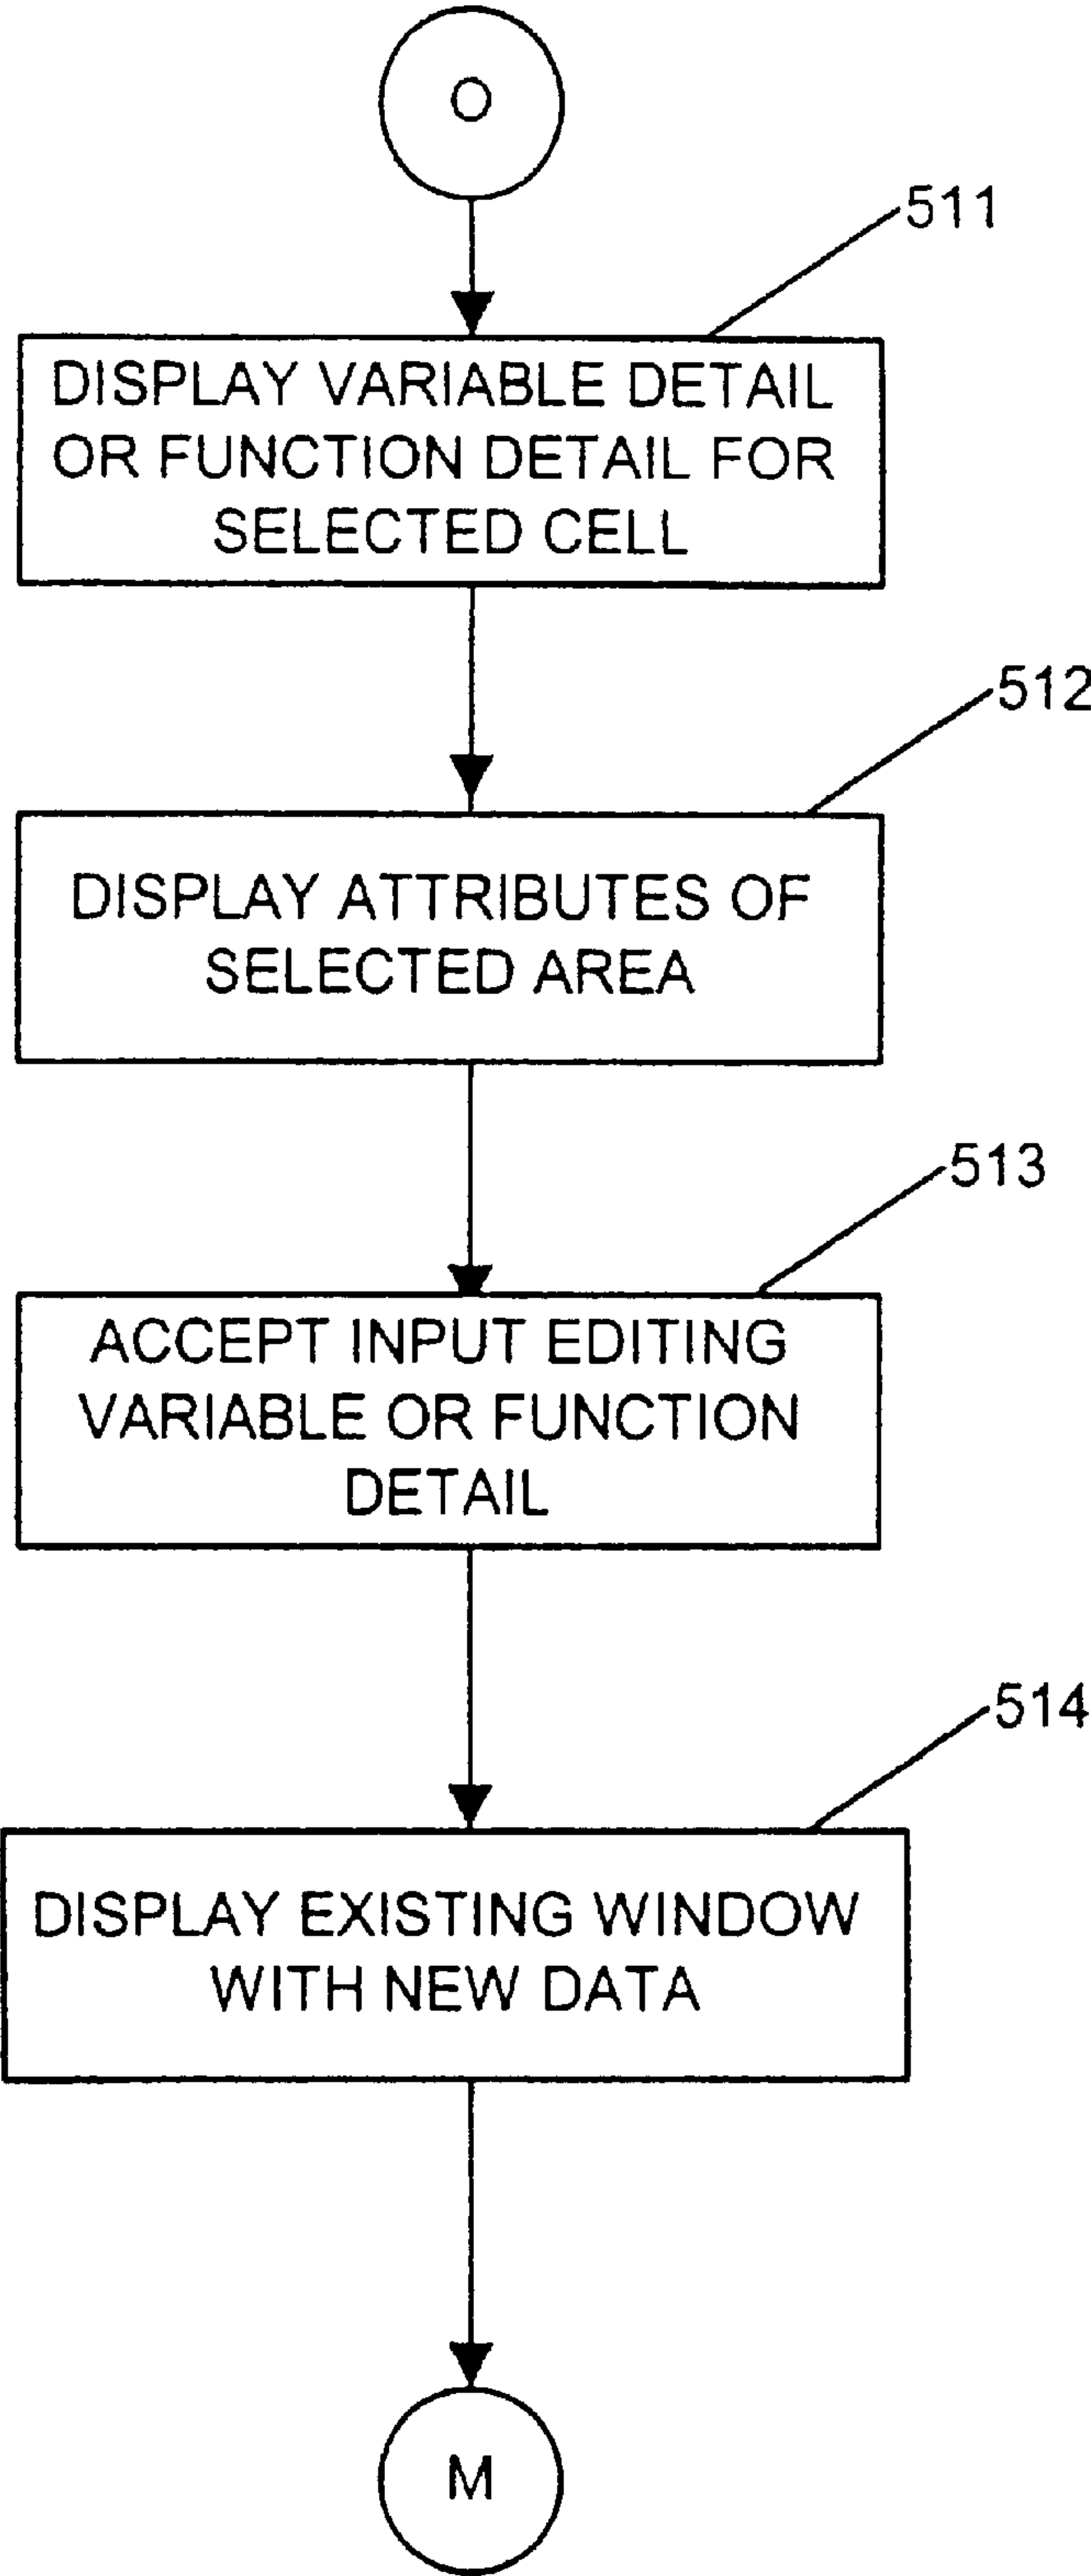 O
511
DISPLAY VARIABLE DETAIL
OR FUNCTION DETAIL FOR
SELECTED CELL
512
DISPLAY ATTRIBUTES OF
SELECTED AREA
513
ACCEPT INPUT EDITING
VARIABLE OR FUNCTION
DETAIL
514
DISPLAY EXISTING WINDOW
WITH NEW DATA
M